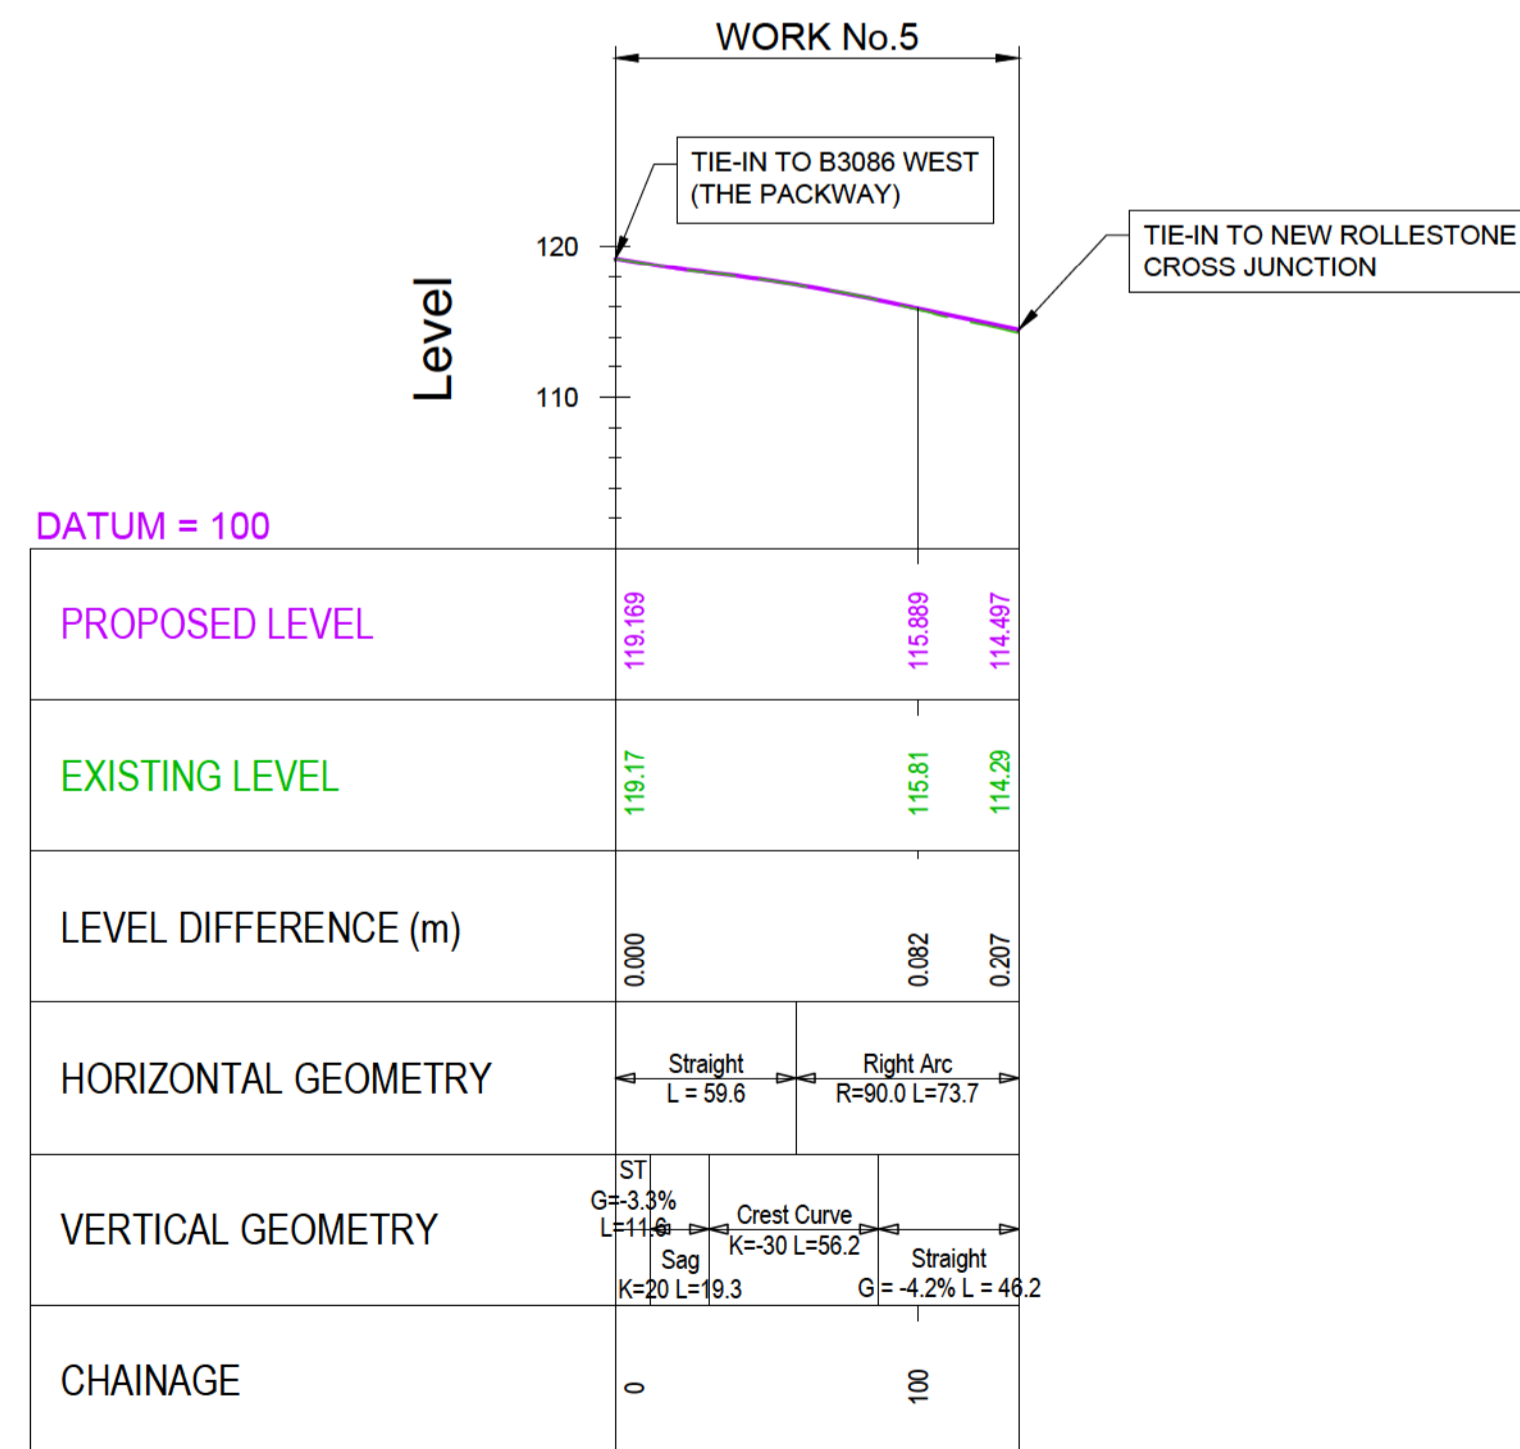 WORK No.5
TIE-IN TO B3086 WEST
(THE PACKWAY)
TIE-IN TO NEW ROLLESTONE
CROSS JUNCTION
120
Level
110
DATUM = 100
PROPOSED LEVEL
119.169
115.889
114.497
EXISTING LEVEL
119.17
115.81
114.29
LEVEL DIFFERENCE (m)
0.000
0.082
0.207
HORIZONTAL GEOMETRY
Straight
L = 59.6
Right Arc
R=90.0 L=73.7
VERTICAL GEOMETRY
ST
G=-3.3%
L=11.6
Sag
K=20 L=19.3
Crest Curve
K=-30 L=56.2
Straight
G = -4.2% L = 46.2
CHAINAGE
0
100